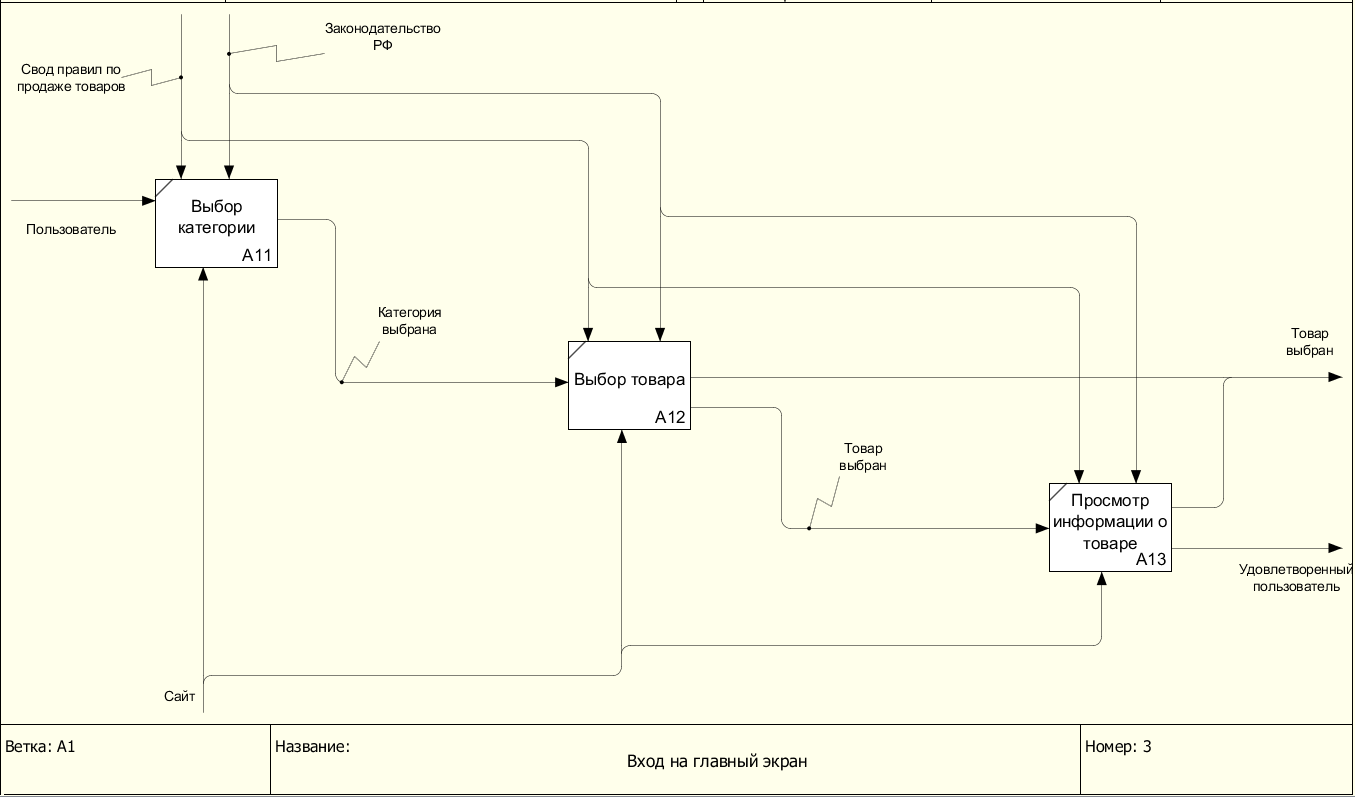 Законодательство
РФ
Свод правил по
продаже товаров
Выбор
категории
A11
Пользователь
Категория
выбрана
Товар
выбран
Выбор товара
A12
Товар
выбран
Просмотр
информации о
товаре
A13
Удовлетворенный
пользователь
Сайт
Ветка: A1
Название:
Вход на главный экран
Номер: 3